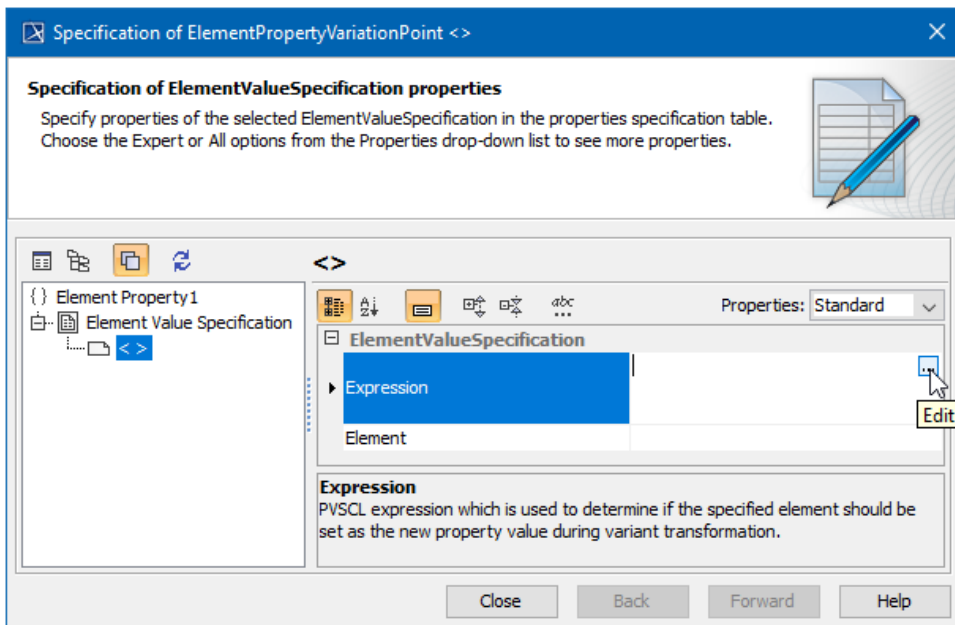 Specification of ElementPropertyVariationPoint <>
Specification of ElementValueSpecification properties
Specify properties of the selected ElementValueSpecification in the properties specification table.
Choose the Expert or All options from the Properties drop-down list to see more properties.
<>
{ } Element Property1
Element Value Specification
< >
A
Z
abc
...
Properties: Standard
ElementValueSpecification
Expression
...
Edit
Element
Expression
PVSCL expression which is used to determine if the specified element should be
set as the new property value during variant transformation.
Close Back Forward Help